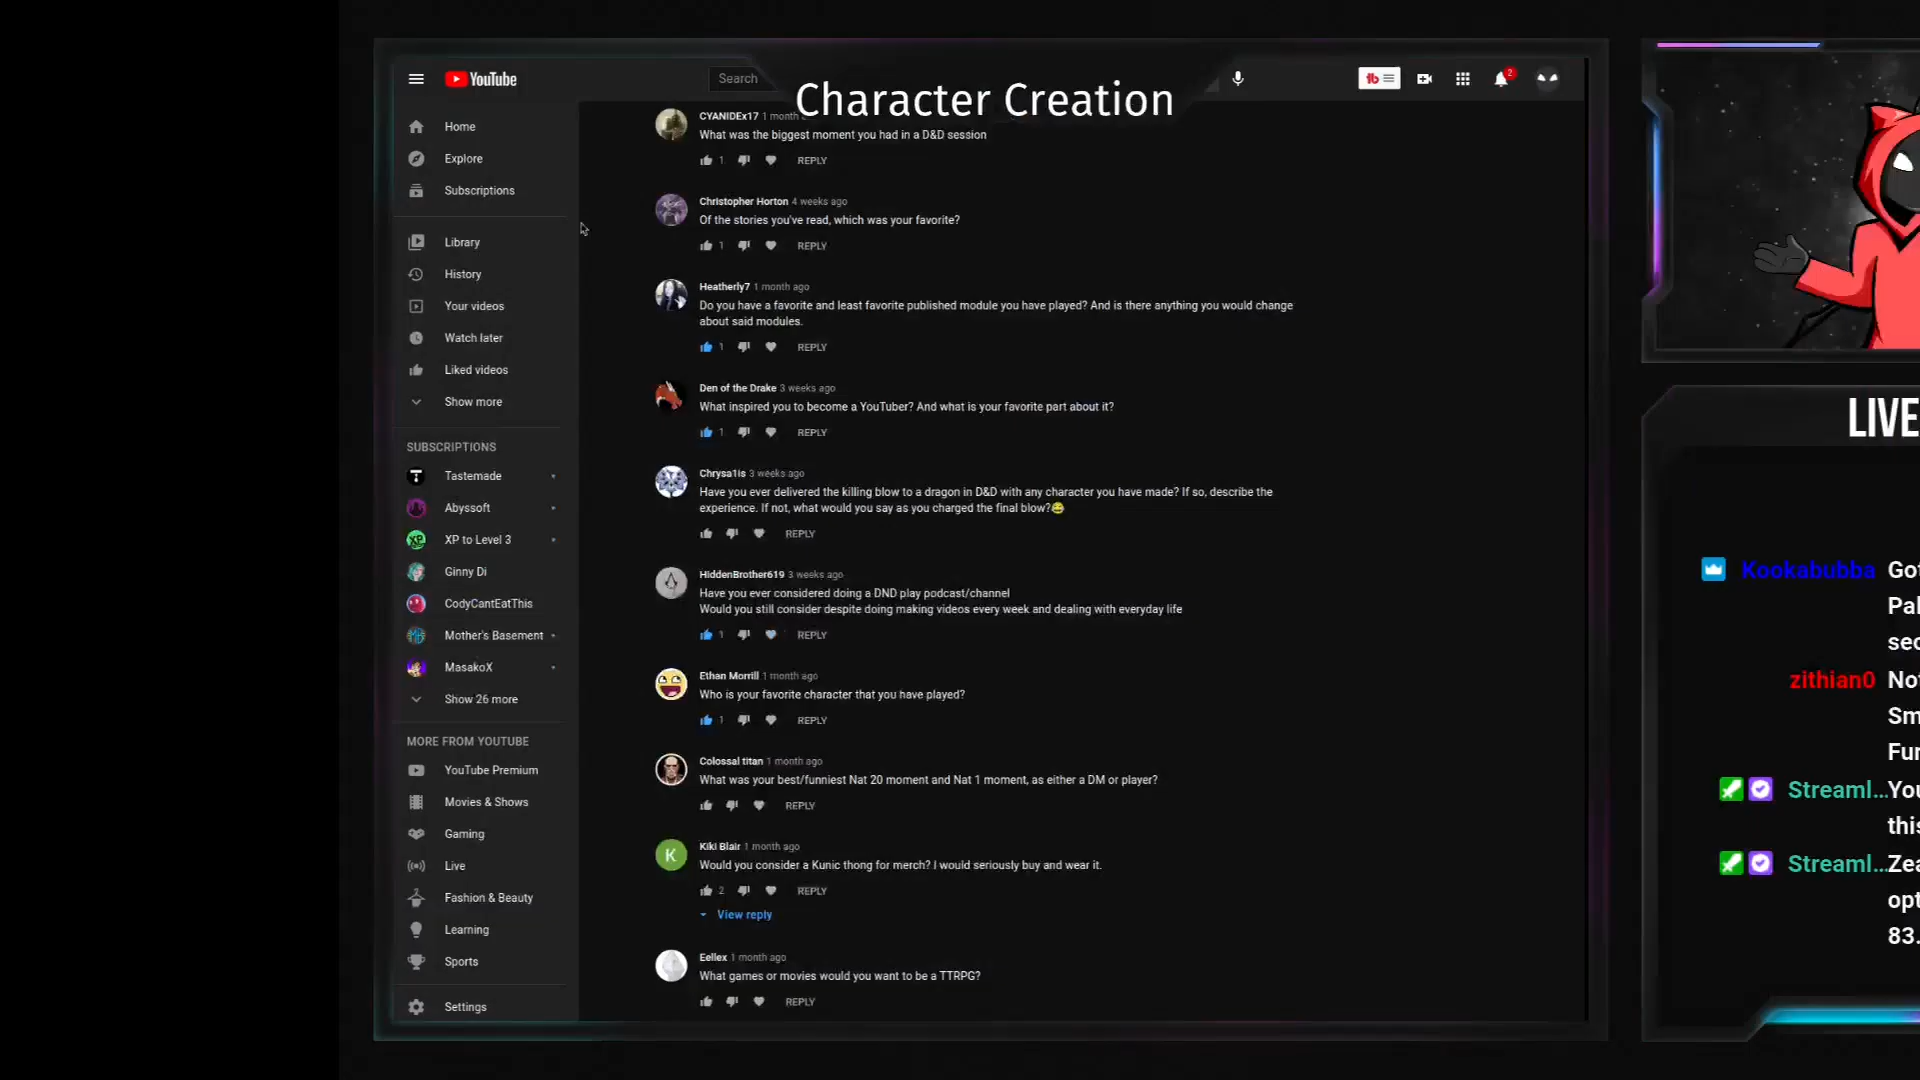 YouTube
Search
Character Creation
2
Home
Explore
Subscriptions
Library
History
Your videos
Watch later
Liked videos
Show more
SUBSCRIPTIONS
Tastemade
Abyssoft
XP to Level 3
Ginny Di
CodyCantEatThis
Mother's Basement
MasakoX
Show 26 more
MORE FROM YOUTUBE
YouTube Premium
Movies & Shows
Gaming
Live
Fashion & Beauty
Learning
Sports
Settings
CYANIDEx17 1 month
What was the biggest moment you had in a D&D session
1 REPLY
Christopher Horton 4 weeks ago
Of the stories you've read, which was your favorite?
1 REPLY
Heatherly7 1 month ago
Do you have a favorite and least favorite published module you have played? And is there anything you would change
about said modules.
1 REPLY
Den of the Drake 3 weeks ago
What inspired you to become a YouTuber? And what is your favorite part about it?
1 REPLY
Chrysa1is 3 weeks ago
Have you ever delivered the killing blow to a dragon in D&D with any character you have made? If so, describe the
experience. If not, what would you say as you charged the final blow?😂
REPLY
HiddenBrother619 3 weeks ago
Have you ever considered doing a DND play podcast/channel
Would you still consider despite doing making videos every week and dealing with everyday life
1 REPLY
Ethan Morrill 1 month ago
Who is your favorite character that you have played?
1 REPLY
Colossal titan 1 month ago
What was your best/funniest Nat 20 moment and Nat 1 moment, as either a DM or player?
REPLY
K
Kiki Blair 1 month ago
Would you consider a Kunic thong for merch? I would seriously buy and wear it.
2 REPLY
View reply
Eellex 1 month ago
What games or movies would you want to be a TTRPG?
REPLY
LIVE
Kookabubba Got
Pal
sec
zithian0 Not
Sm
Fur
Streaml... You
this
Streaml... Zea
opt
83.